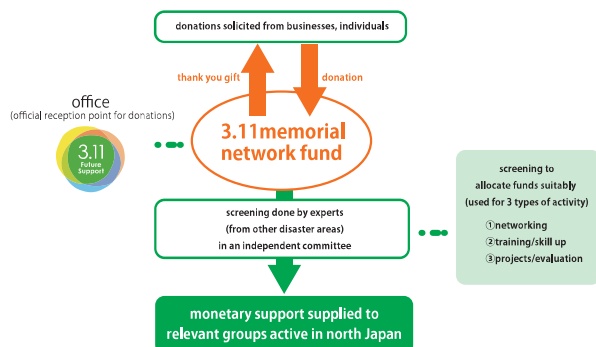 donations solicited from businesses, individuals
thank you gift
donation
office
(official reception point for donations)
3.11
Future
Support
3.11memorial
network fund
screening done by experts
(from other disaster areas)
in an independent committee
screening to
allocate funds suitably
(used for 3 types of activity)
①networking
②training/skill up
③projects/evaluation
monetary support supplied to
relevant groups active in north Japan